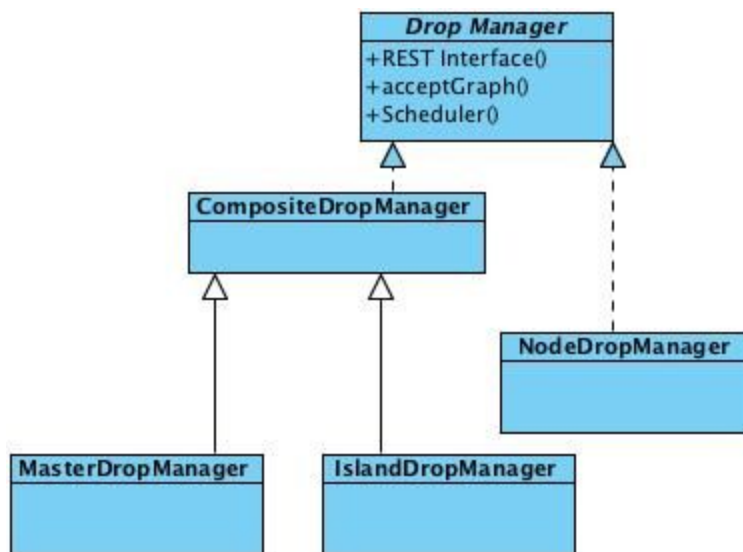 Drop Manager
+REST Interface()
+acceptGraph()
+Scheduler()
CompositeDropManager
NodeDropManager
MasterDropManager
IslandDropManager